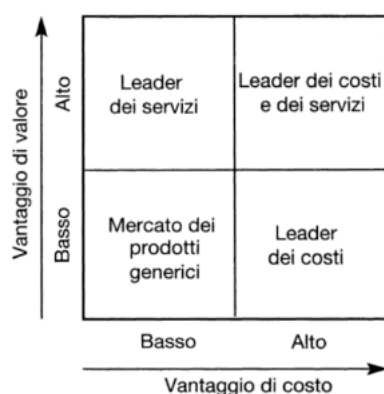 Vantaggio di valore
Alto
Basso
Leader
dei servizi
Leader dei costi
e dei servizi
Mercato dei
prodotti
generici
Leader
dei costi
Basso
Alto
Vantaggio di costo